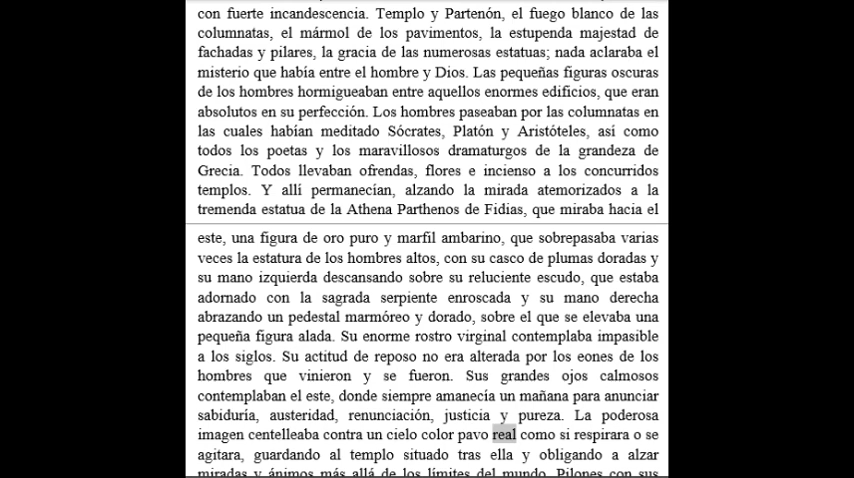 con fuerte incandescencia. Templo y Partenón, el fuego blanco de las
columnatas, el mármol de los pavimentos, la estupenda majestad de
fachadas y pilares, la gracia de las numerosas estatuas; nada aclaraba el
misterio que había entre el hombre y Dios. Las pequeñas figuras oscuras
de los hombres hormigueaban entre aquellos enormes edificios, que eran
absolutos en su perfección. Los hombres paseaban por las columnatas en
las cuales habían meditado Sócrates, Platón y Aristóteles, así como
todos los poetas y los maravillosos dramaturgos de la grandeza de
Grecia. Todos llevaban ofrendas, flores e incienso a los concurridos
templos. Y allí permanecían, alzando la mirada atemorizados a la
tremenda estatua de la Athena Parthenos de Fidias, que miraba hacia el
este, una figura de oro puro y marfil ambarino, que sobrepasaba varias
veces la estatura de los hombres altos, con su casco de plumas doradas y
su mano izquierda descansando sobre su reluciente escudo, que estaba
adornado con la sagrada serpiente enroscada y su mano derecha
abrazando un pedestal marmóreo y dorado, sobre el que se elevaba una
pequeña figura alada. Su enorme rostro virginal contemplaba impasible
a los siglos. Su actitud de reposo no era alterada por los eones de los
hombres que vinieron y se fueron. Sus grandes ojos calmosos
contemplaban el este, donde siempre amanecía un mañana para anunciar
sabiduría, austeridad, renunciación, justicia y pureza. La poderosa
imagen centelleaba contra un cielo color pavo real como si respirara o se
agitara, guardando al templo situado tras ella y obligando a alzar
miradas y ánimos más allá de los límites del mundo. Pilones con sus